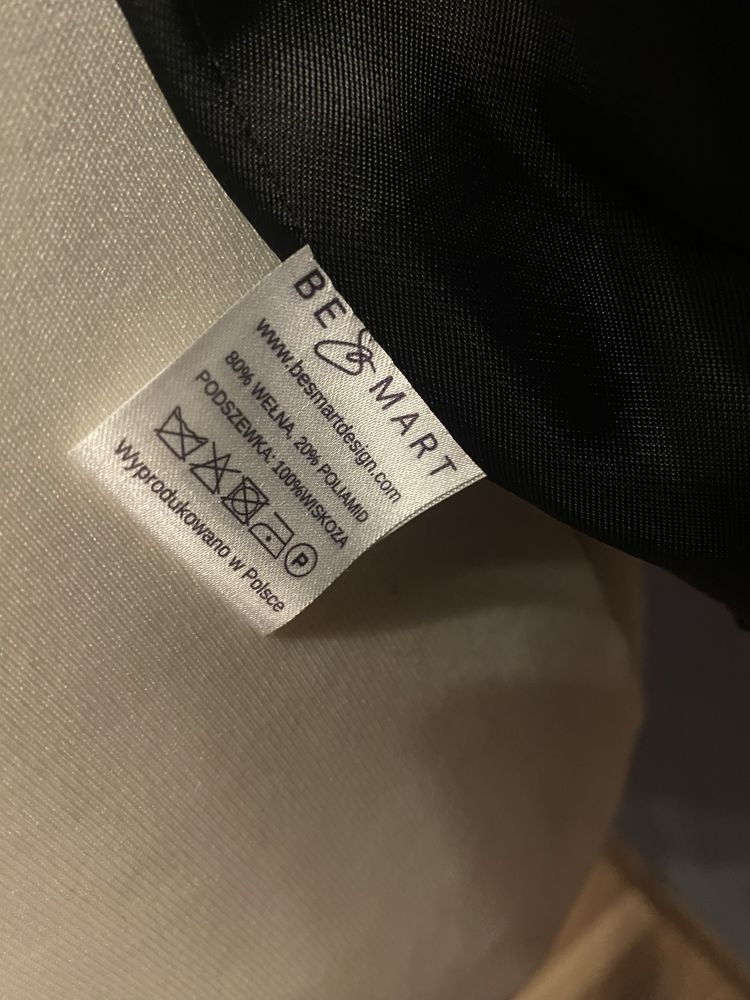 BE S MART
www.besmartdesign.com
80% WEŁNA, 20% POLIAMID
PODSZEWKA: 100%WISKOZA
P
Wyprodukowano w Polsce